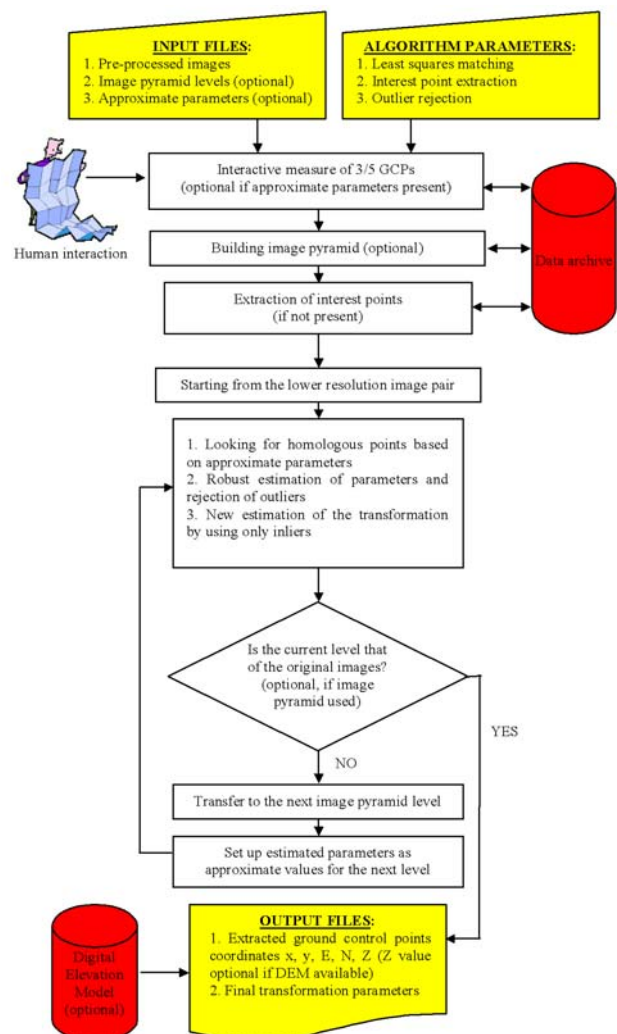 INPUT FILES:
1. Pre-processed images
2. Image pyramid levels (optional)
3. Approximate parameters (optional)
ALGORITHM PARAMETERS:
1. Least squares matching
2. Interest point extraction
3. Outlier rejection
Human interaction
Interactive measure of 3/5 GCPs
(optional if approximate parameters present)
Building image pyramid (optional)
Data archive
Extraction of interest points
(if not present)
Starting from the lower resolution image pair
1. Looking for homologous points based
on approximate parameters
2. Robust estimation of parameters and
rejection of outliers
3. New estimation of the transformation
by using only inliers
Is the current level that
of the original images?
(optional, if image
pyramid used)
YES
NO
Transfer to the next image pyramid level
Set up estimated parameters as
approximate values for the next level
Digital
Elevation
Model
(optional)
OUTPUT FILES:
1. Extracted ground control points
coordinates x, y, E, N, Z (Z value
optional if DEM available)
2. Final transformation parameters